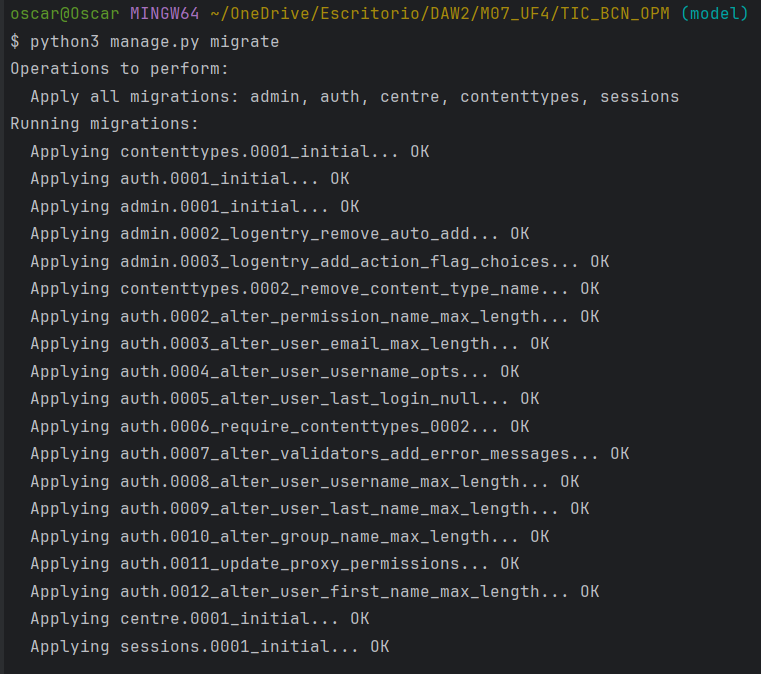 oscar@Oscar MINGW64 ~/OneDrive/Escritorio/DAW2/M07_UF4/TIC_BCN_OPM (model)
$ python3 manage.py migrate
Operations to perform:
  Apply all migrations: admin, auth, centre, contenttypes, sessions
Running migrations:
  Applying contenttypes.0001_initial... OK
  Applying auth.0001_initial... OK
  Applying admin.0001_initial... OK
  Applying admin.0002_logentry_remove_auto_add... OK
  Applying admin.0003_logentry_add_action_flag_choices... OK
  Applying contenttypes.0002_remove_content_type_name... OK
  Applying auth.0002_alter_permission_name_max_length... OK
  Applying auth.0003_alter_user_email_max_length... OK
  Applying auth.0004_alter_user_username_opts... OK
  Applying auth.0005_alter_user_last_login_null... OK
  Applying auth.0006_require_contenttypes_0002... OK
  Applying auth.0007_alter_validators_add_error_messages... OK
  Applying auth.0008_alter_user_username_max_length... OK
  Applying auth.0009_alter_user_last_name_max_length... OK
  Applying auth.0010_alter_group_name_max_length... OK
  Applying auth.0011_update_proxy_permissions... OK
  Applying auth.0012_alter_user_first_name_max_length... OK
  Applying centre.0001_initial... OK
  Applying sessions.0001_initial... OK